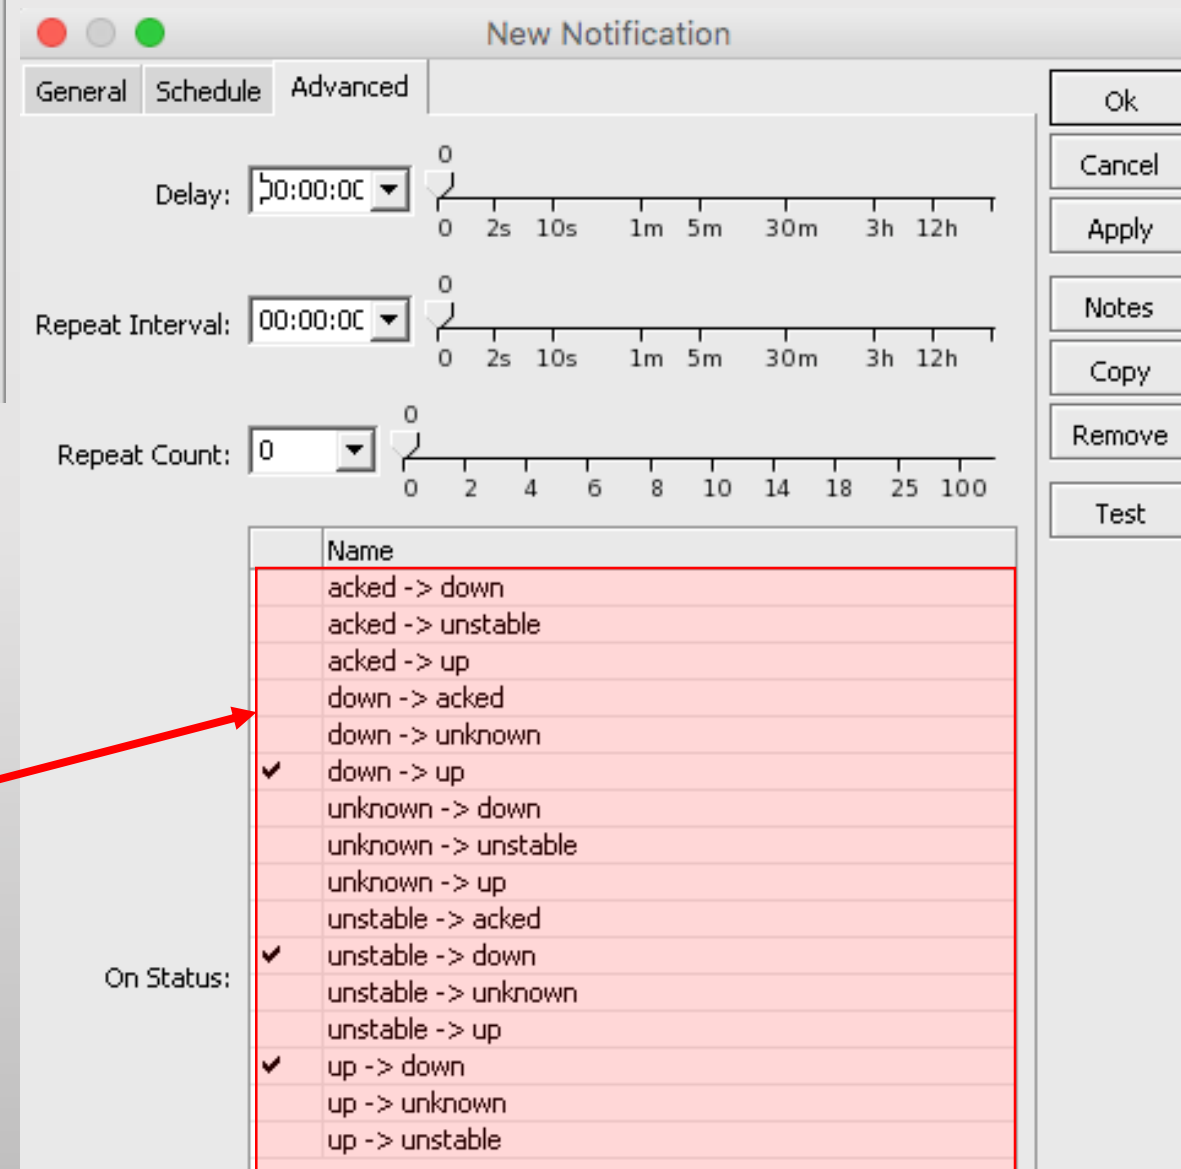 New Notification
General Schedule Advanced
Ok
Cancel
Apply
Notes
Copy
Remove
Test
0
Delay: 00:00:00
0 2s 10s 1m 5m 30m 3h 12h
0
Repeat Interval: 00:00:00
0 2s 10s 1m 5m 30m 3h 12h
0
Repeat Count: 0
0 2 4 6 8 10 14 18 25 100
Name
acked -> down
acked -> unstable
acked -> up
down -> acked
down -> unknown
down -> up
unknown -> down
unknown -> unstable
unknown -> up
unstable -> acked
On Status:
unstable -> down
unstable -> unknown
unstable -> up
up -> down
up -> unknown
up -> unstable